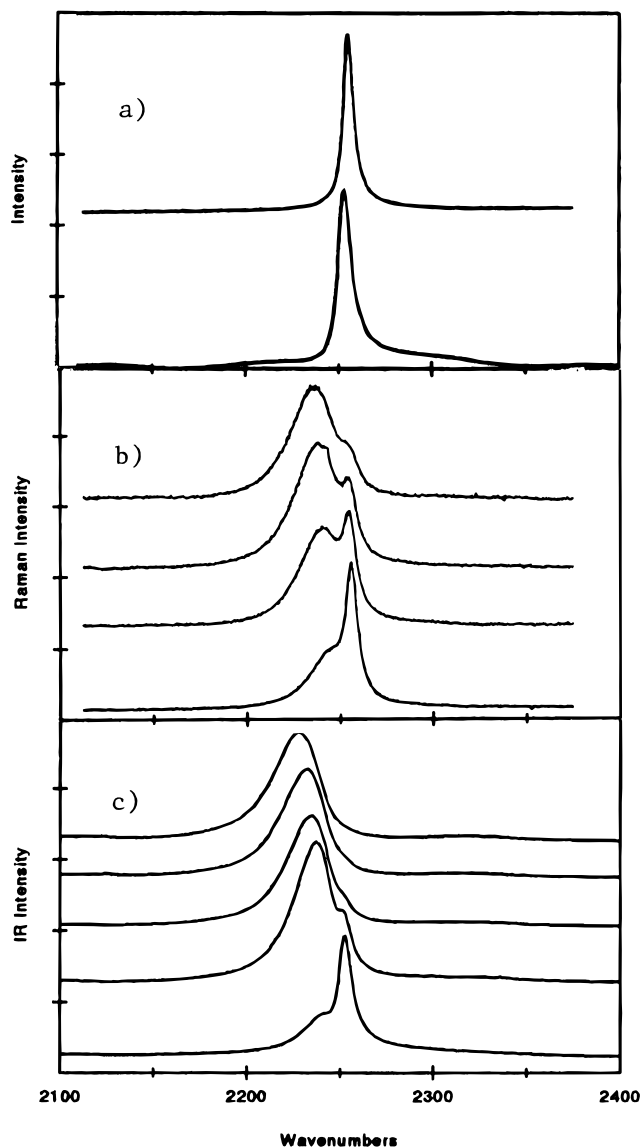 a)
Intensity
b)
Raman Intensity
c)
IR Intensity
2100 2200 2300 2400
Wavenumbers